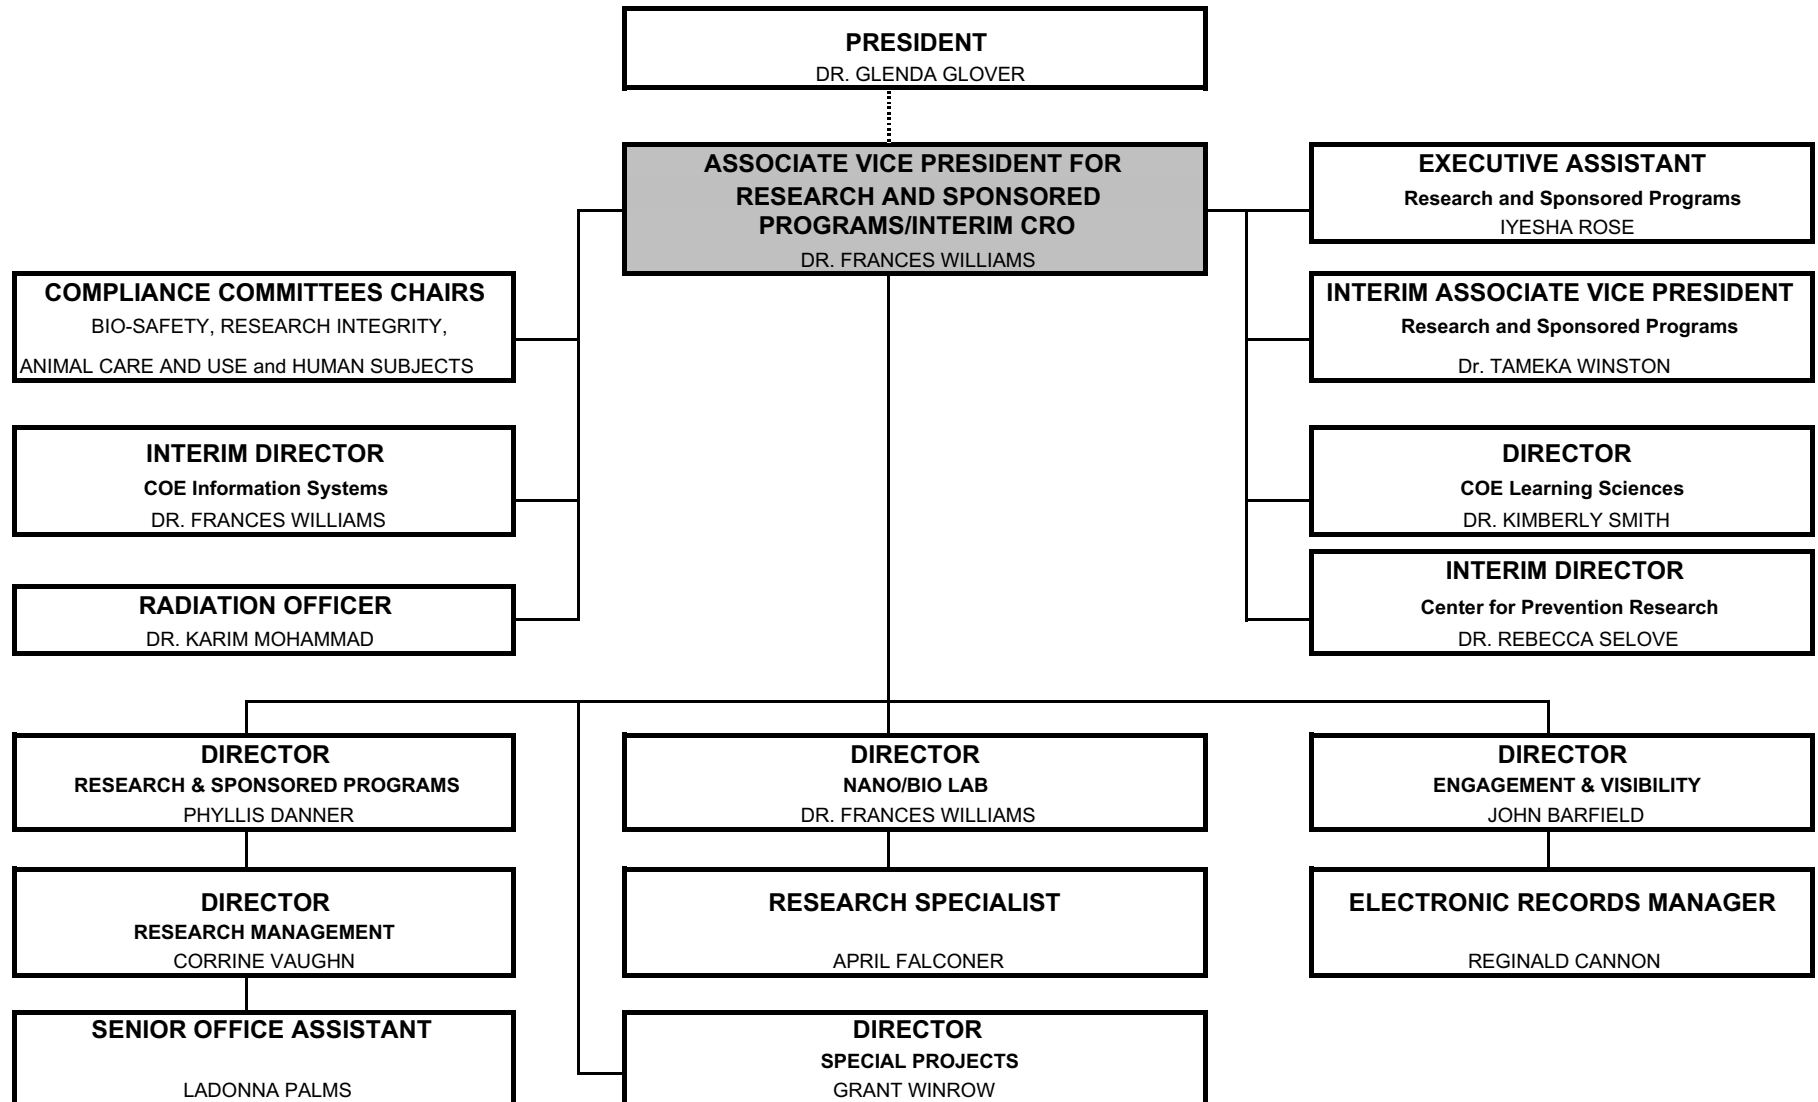 PRESIDENT
DR. GLENDA GLOVER
ASSOCIATE VICE PRESIDENT FOR
RESEARCH AND SPONSORED
PROGRAMS/INTERIM CRO
DR. FRANCES WILLIAMS
EXECUTIVE ASSISTANT
Research and Sponsored Programs
IYESHA ROSE
COMPLIANCE COMMITTEES CHAIRS
BIO-SAFETY, RESEARCH INTEGRITY,
ANIMAL CARE AND USE and HUMAN SUBJECTS
INTERIM ASSOCIATE VICE PRESIDENT
Research and Sponsored Programs
Dr. TAMEKA WINSTON
INTERIM DIRECTOR
COE Information Systems
DR. FRANCES WILLIAMS
DIRECTOR
COE Learning Sciences
DR. KIMBERLY SMITH
RADIATION OFFICER
DR. KARIM MOHAMMAD
INTERIM DIRECTOR
Center for Prevention Research
DR. REBECCA SELOVE
DIRECTOR
RESEARCH & SPONSORED PROGRAMS
PHYLLIS DANNER
DIRECTOR
NANO/BIO LAB
DR. FRANCES WILLIAMS
DIRECTOR
ENGAGEMENT & VISIBILITY
JOHN BARFIELD
DIRECTOR
RESEARCH MANAGEMENT
CORRINE VAUGHN
RESEARCH SPECIALIST
APRIL FALCONER
ELECTRONIC RECORDS MANAGER
REGINALD CANNON
SENIOR OFFICE ASSISTANT
LADONNA PALMS
DIRECTOR
SPECIAL PROJECTS
GRANT WINROW